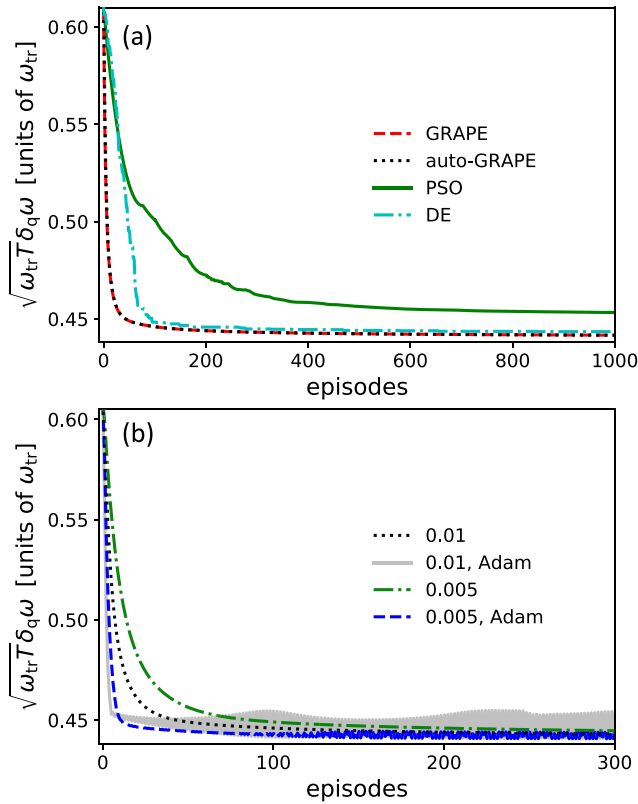 (a)
0.60
0.55
0.50
0.45
√ω_tr T δ_q ω [units of ω_tr]
GRAPE
auto-GRAPE
PSO
DE
0 200 400 600 800 1000
episodes
(b)
0.60
0.55
0.50
0.45
√ω_tr T δ_q ω [units of ω_tr]
0.01
0.01, Adam
0.005
0.005, Adam
0 100 200 300
episodes